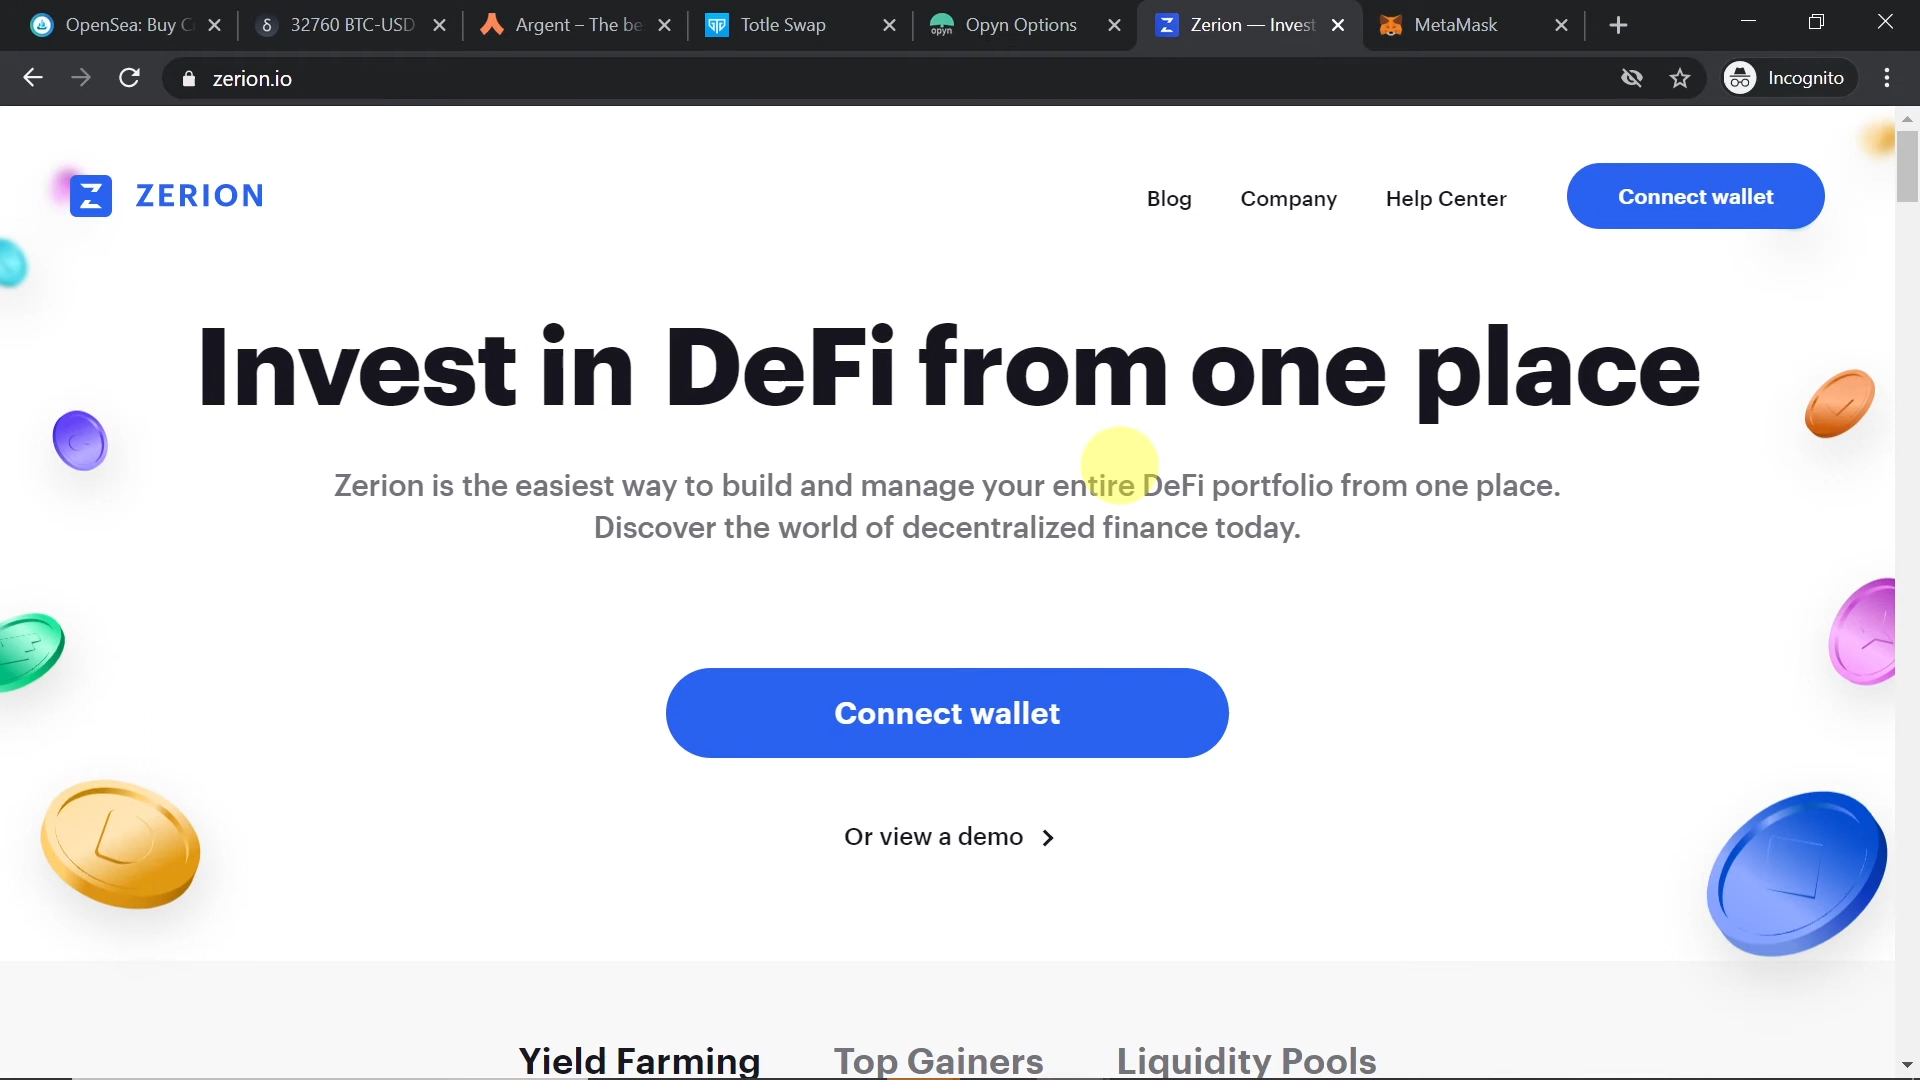 OpenSea: Buy C
32760 BTC-USD
Argent – The be
Totle Swap
opyn
Opyn Options
Zerion — Invest
MetaMask
zerion.io
Incognito
ZERION
Blog
Company
Help Center
Connect wallet
Invest in DeFi from one place
Zerion is the easiest way to build and manage your entire DeFi portfolio from one place.
Discover the world of decentralized finance today.
Connect wallet
Or view a demo
Yield Farming
Top Gainers
Liquidity Pools